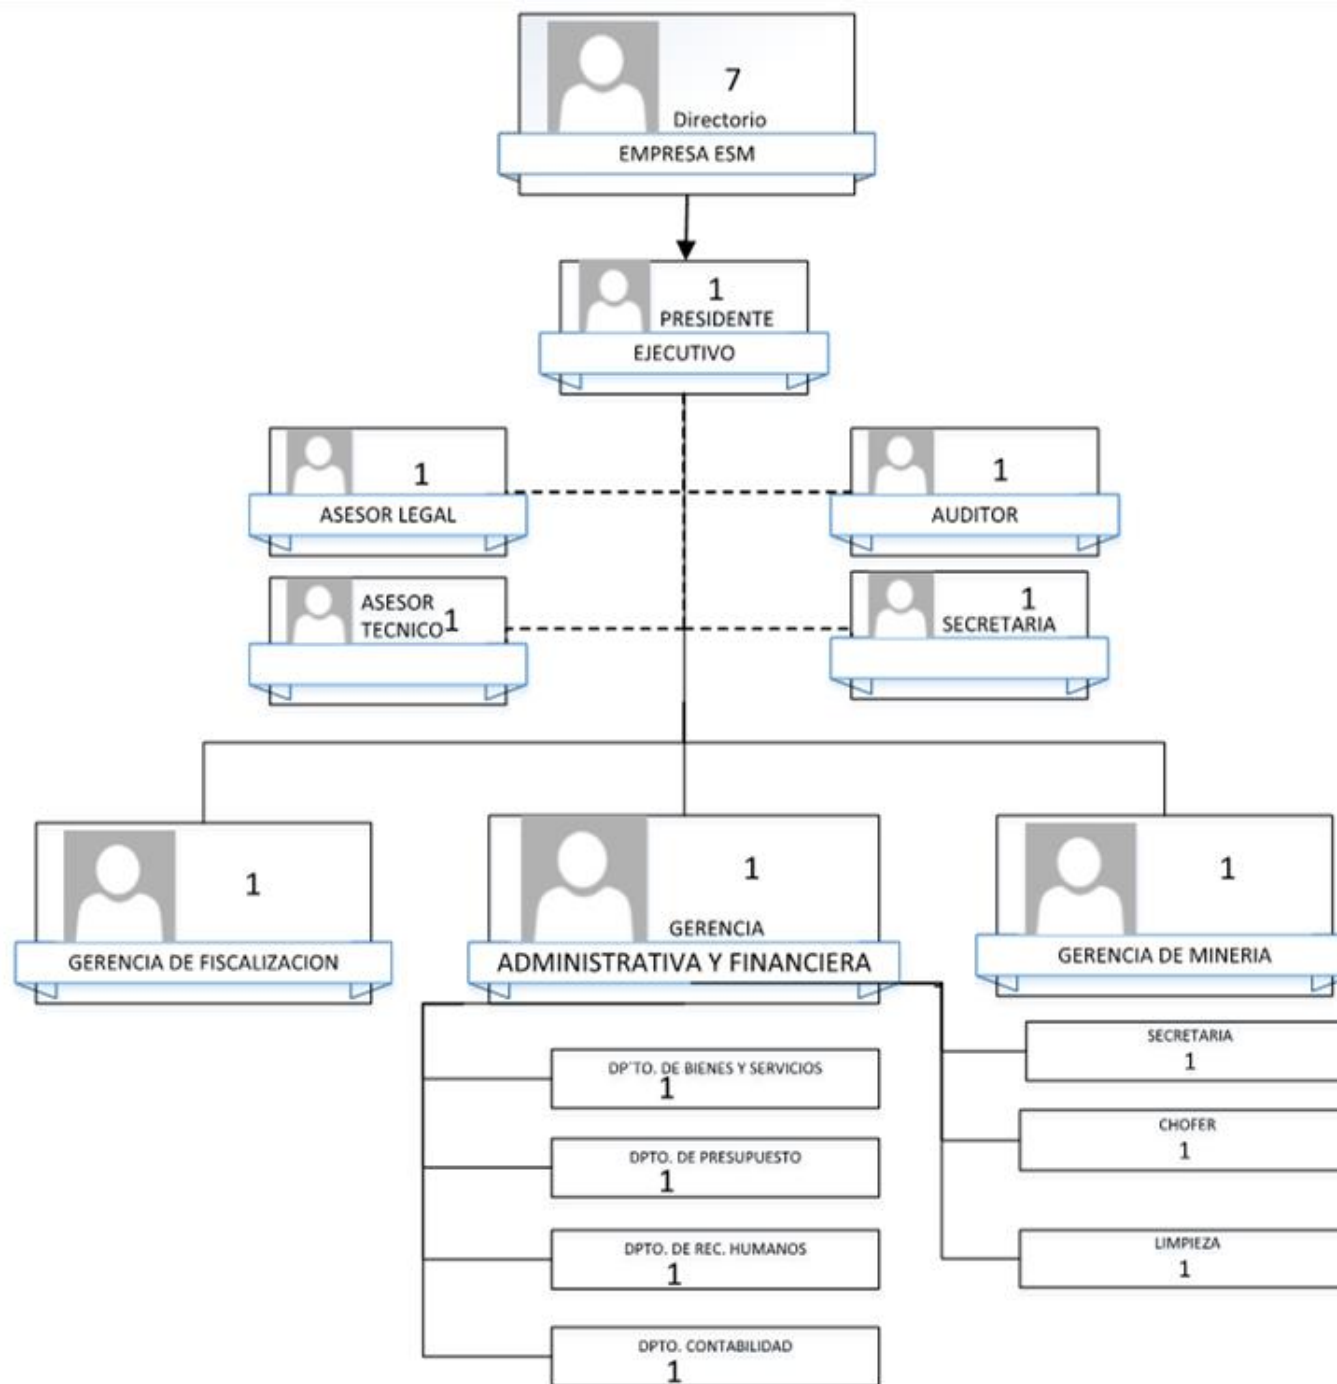 7
Directorio
EMPRESA ESM
1
PRESIDENTE
EJECUTIVO
1
ASESOR LEGAL
1
AUDITOR
ASESOR
TECNICO 1
1
SECRETARIA
1
GERENCIA DE FISCALIZACION
1
GERENCIA
ADMINISTRATIVA Y FINANCIERA
1
GERENCIA DE MINERIA
DP´TO. DE BIENES Y SERVICIOS
1
DPTO. DE PRESUPUESTO
1
DPTO. DE REC. HUMANOS
1
DPTO. CONTABILIDAD
1
SECRETARIA
1
CHOFER
1
LIMPIEZA
1